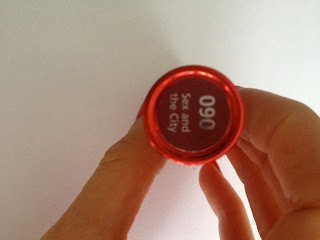 090
Sex and
the City